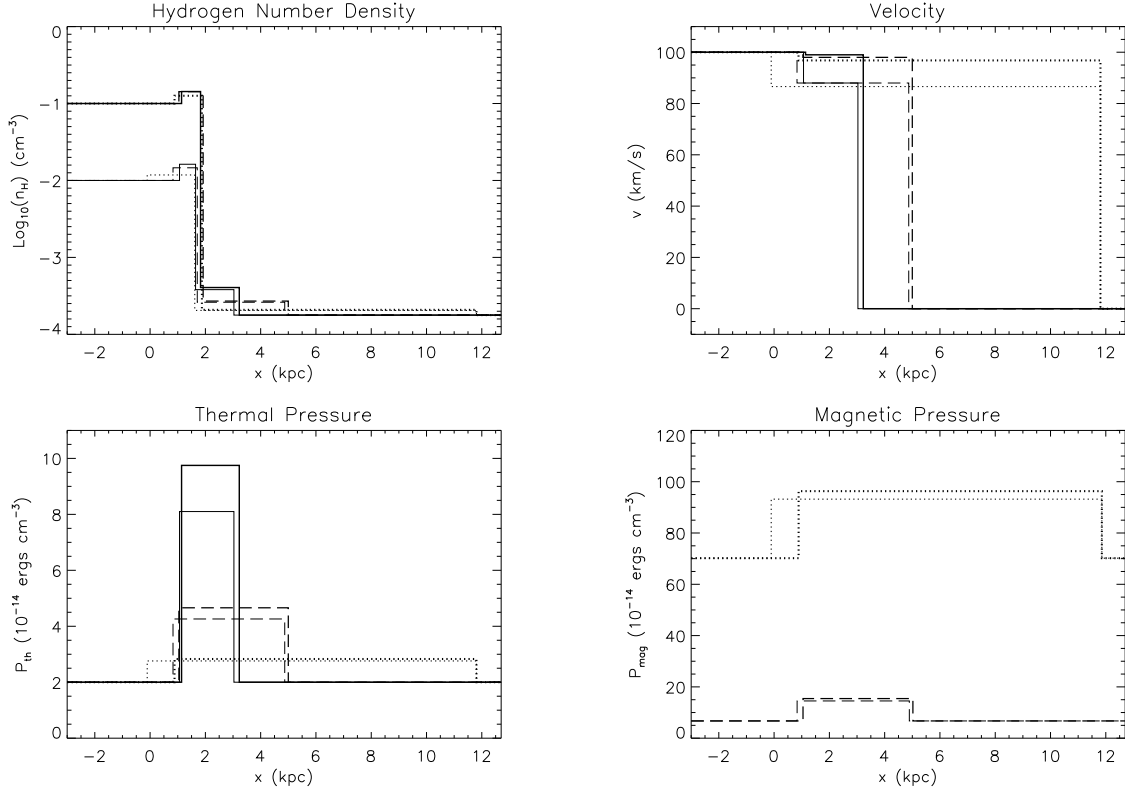 Hydrogen Number Density
0
−1
−2
−3
−4
Log10(nH) (cm−3)
−2 0 2 4 6 8 10 12
x (kpc)
Velocity
100
80
60
40
20
0
v (km/s)
−2 0 2 4 6 8 10 12
x (kpc)
Thermal Pressure
10
8
6
4
2
0
Pth (10−14 ergs cm−3)
−2 0 2 4 6 8 10 12
x (kpc)
Magnetic Pressure
120
100
80
60
40
20
0
Pmag (10−14 ergs cm−3)
−2 0 2 4 6 8 10 12
x (kpc)